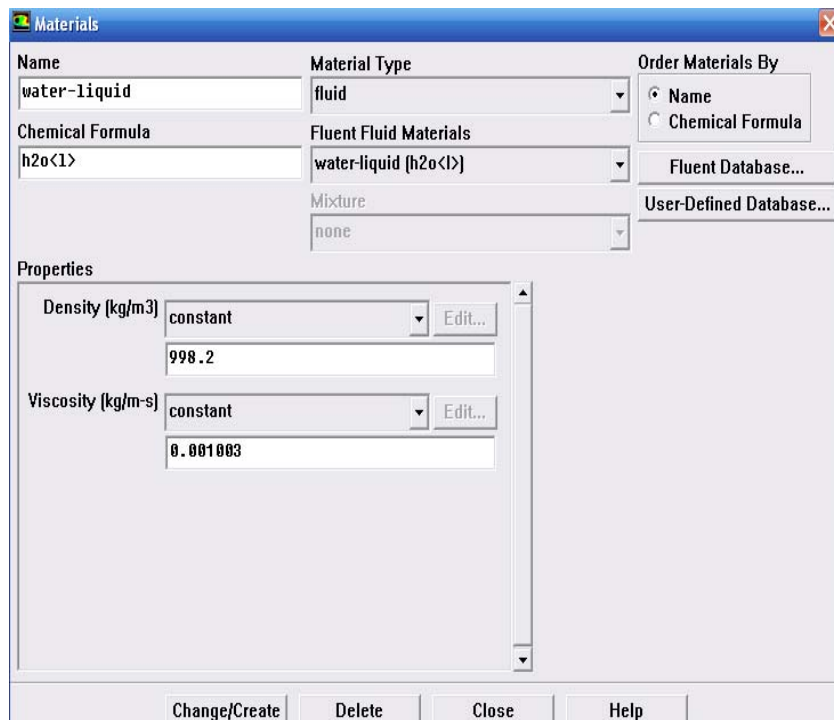 Materials
Name
water-liquid
Chemical Formula
h2o<l>
Material Type
fluid
Fluent Fluid Materials
water-liquid (h2o<l>)
Mixture
none
Order Materials By
Name
Chemical Formula
Fluent Database...
User-Defined Database...
Properties
Density (kg/m3) constant Edit...
998.2
Viscosity (kg/m-s) constant Edit...
0.001003
Change/Create Delete Close Help